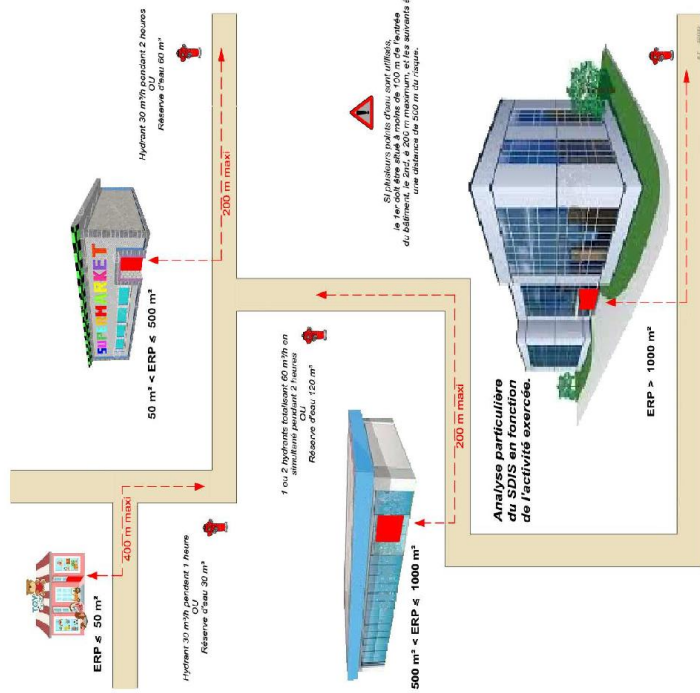 TOY
ERP ≤ 50 m²
400 m maxi
Hydrant 30 m³/h pendant 1 heure
OU
Réserve d'eau 30 m³
SUPERMARKET
50 m² < ERP ≤ 500 m²
Hydrant 30 m³/h pendant 2 heures
OU
Réserve d'eau 60 m³
200 m maxi
1 ou 2 hydrants totalisant 60 m³/h en
simultané pendant 2 heures
OU
Réserve d'eau 120 m³
Si plusieurs points d'eau sont utilisés,
le 1er doit être situé à moins de 100 m de l'entrée
du bâtiment, le 2nd, à 200 m maximum, et les suivants à
une distance de 500 m du risque.
500 m² < ERP ≤ 1000 m²
200 m maxi
Analyse particulière
du SDIS en fonction
de l'activité exercée.
ERP > 1000 m²